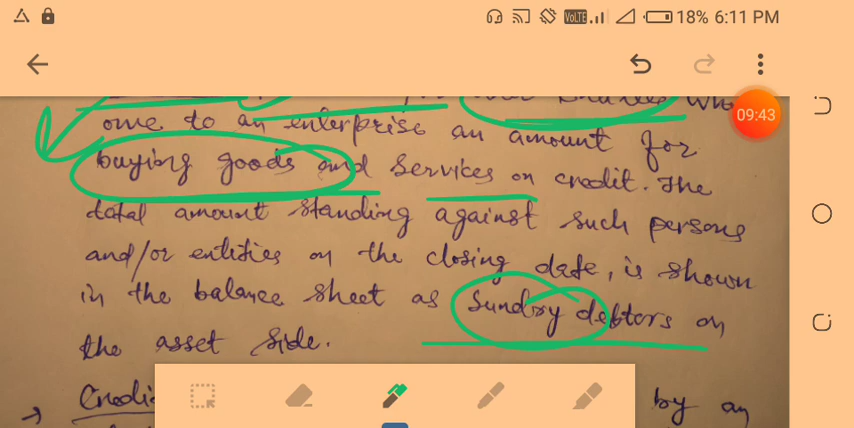 VoLTE 18% 6:11 PM
09:43
owe to an enterprise an amount for
buying goods and services on credit. The
total amount standing against such persons
and/or entities on the closing date, is shown
in the balance sheet as sundry debtors on
the asset side.
→ by an